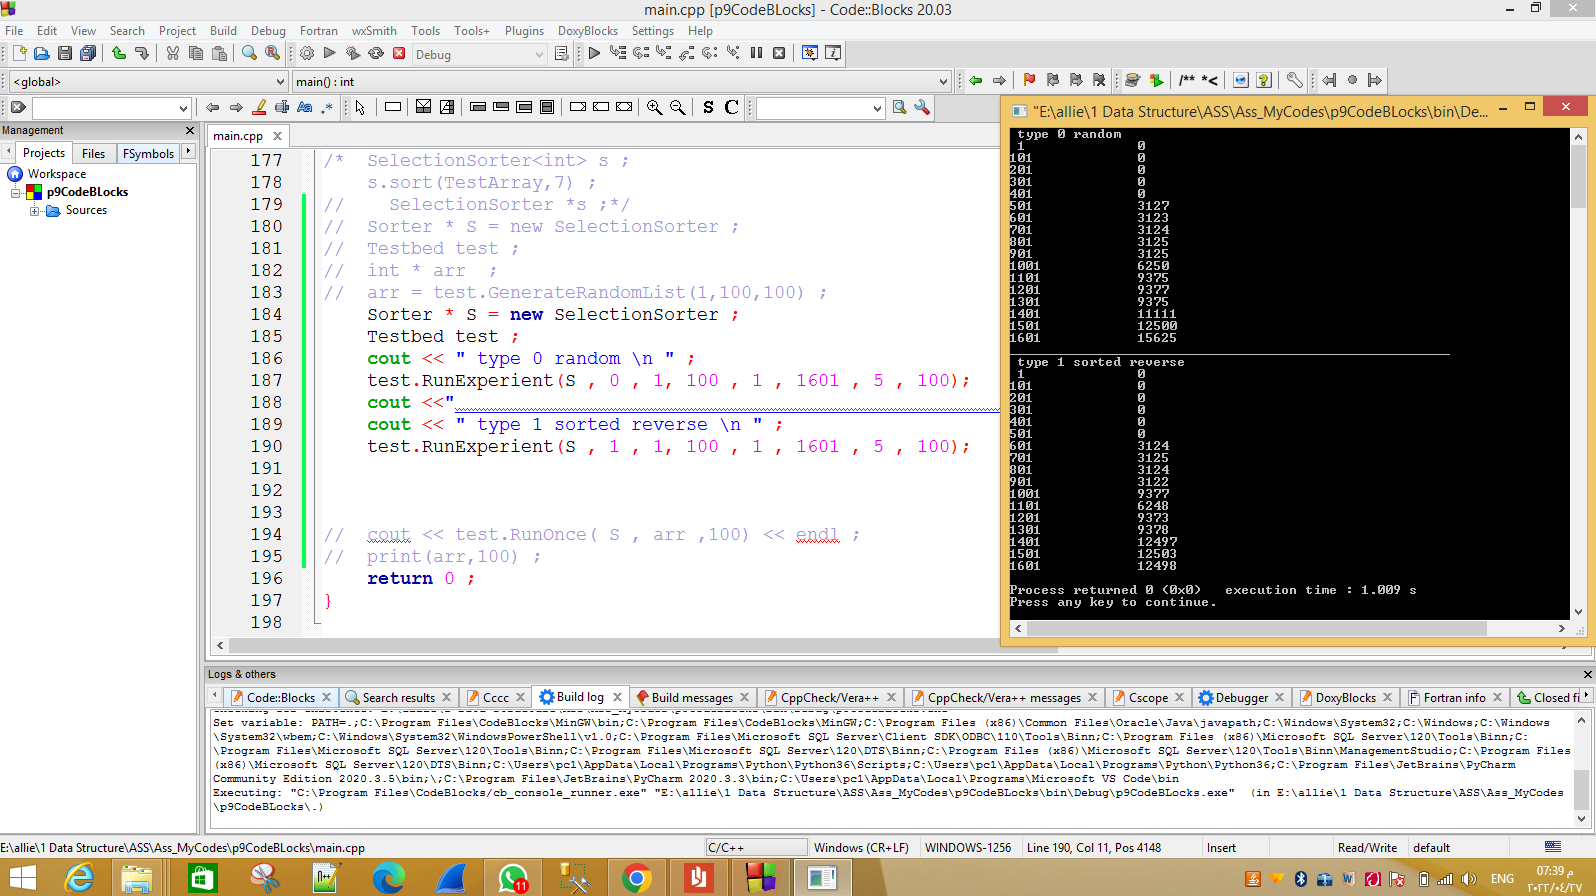 main.cpp [p9CodeBLocks] - Code::Blocks 20.03
File Edit View Search Project Build Debug Fortran wxSmith Tools Tools+ Plugins DoxyBlocks Settings Help
Debug
<global> main() : int
/** *<
Aa .* S C
Management
Projects Files FSymbols
Workspace
p9CodeBLocks
Sources
main.cpp
177 /* SelectionSorter<int> s ;
178 s.sort(TestArray,7) ;
179 // SelectionSorter *s ;*/
180 // Sorter * S = new SelectionSorter ;
181 // Testbed test ;
182 // int * arr ;
183 // arr = test.GenerateRandomList(1,100,100) ;
184 Sorter * S = new SelectionSorter ;
185 Testbed test ;
186 cout << " type 0 random \n " ;
187 test.RunExperient(S , 0 , 1, 100 , 1 , 1601 , 5 , 100);
188 cout <<"_______________________________________
189 cout << " type 1 sorted reverse \n " ;
190 test.RunExperient(S , 1 , 1, 100 , 1 , 1601 , 5 , 100);
191
192
193
194 // cout << test.RunOnce( S , arr ,100) << endl ;
195 // print(arr,100) ;
196 return 0 ;
197 }
198
"E:\allie\1 Data Structure\ASS\Ass_MyCodes\p9CodeBLocks\bin\De...
type 0 random
1 0
101 0
201 0
301 0
401 0
501 3127
601 3123
701 3124
801 3125
901 3125
1001 6250
1101 9375
1201 9377
1301 9375
1401 11111
1501 12500
1601 15625
type 1 sorted reverse
1 0
101 0
201 0
301 0
401 0
501 0
601 3124
701 3125
801 3124
901 3122
1001 9377
1101 6248
1201 9373
1301 9378
1401 12497
1501 12503
1601 12498
Process returned 0 (0x0) execution time : 1.009 s
Press any key to continue.
Logs & others
Code::Blocks Search results Cccc Build log Build messages CppCheck/Vera++ CppCheck/Vera++ messages Cscope Debugger DoxyBlocks Fortran info Closed fi
Set variable: PATH=.;C:\Program Files\CodeBlocks\MinGW\bin;C:\Program Files\CodeBlocks\MinGW;C:\Program Files (x86)\Common Files\Oracle\Java\javapath;C:\Windows\System32;C:\Windows;C:\Windows
\System32\wbem;C:\Windows\System32\WindowsPowerShell\v1.0;C:\Program Files\Microsoft SQL Server\Client SDK\ODBC\110\Tools\Binn;C:\Program Files (x86)\Microsoft SQL Server\120\Tools\Binn;C:
\Program Files\Microsoft SQL Server\120\Tools\Binn;C:\Program Files\Microsoft SQL Server\120\DTS\Binn;C:\Program Files (x86)\Microsoft SQL Server\120\Tools\Binn\ManagementStudio;C:\Program Files
(x86)\Microsoft SQL Server\120\DTS\Binn;C:\Users\pc1\AppData\Local\Programs\Python\Python36\Scripts;C:\Users\pc1\AppData\Local\Programs\Python\Python36;C:\Program Files\JetBrains\PyCharm
Community Edition 2020.3.5\bin;\;C:\Program Files\JetBrains\PyCharm 2020.3.3\bin;C:\Users\pc1\AppData\Local\Programs\Microsoft VS Code\bin
Executing: "C:\Program Files\CodeBlocks/cb_console_runner.exe" "E:\allie\1 Data Structure\ASS\Ass_MyCodes\p9CodeBLocks\bin\Debug\p9CodeBLocks.exe" (in E:\allie\1 Data Structure\ASS\Ass_MyCodes
\p9CodeBLocks\.)
E:\allie\1 Data Structure\ASS\Ass_MyCodes\p9CodeBLocks\main.cpp C/C++ Windows (CR+LF) WINDOWS-1256 Line 190, Col 11, Pos 4148 Insert Read/Write default
11
ENG
07:39 م
٢٠٢٢/٠٤/٢٧